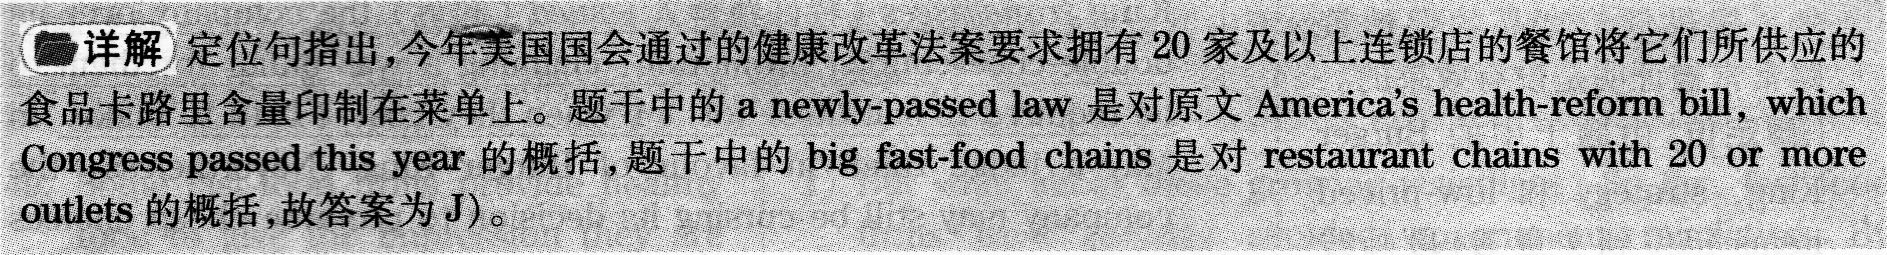 详解 定位句指出,今年美国国会通过的健康改革法案要求拥有 20 家及以上连锁店的餐馆将它们所供应的
食品卡路里含量印制在菜单上。题干中的 a newly-passed law 是对原文 America's health-reform bill, which
Congress passed this year 的概括,题干中的 big fast-food chains 是对 restaurant chains with 20 or more
outlets 的概括,故答案为 J)。